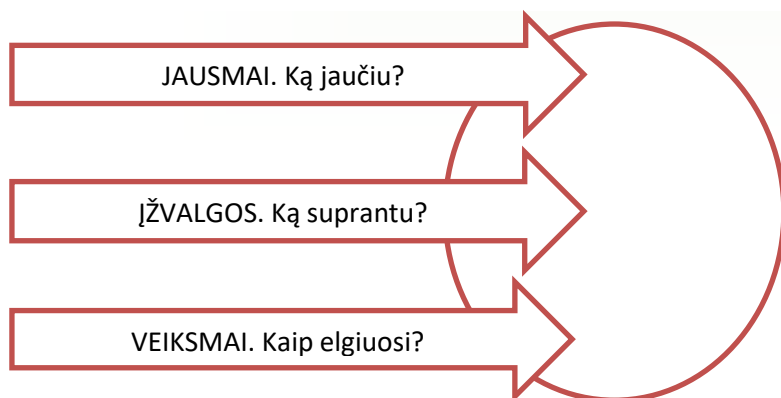 JAUSMAI. Ką jaučiu?
ĮŽVALGOS. Ką suprantu?
VEIKSMAI. Kaip elgiuosi?